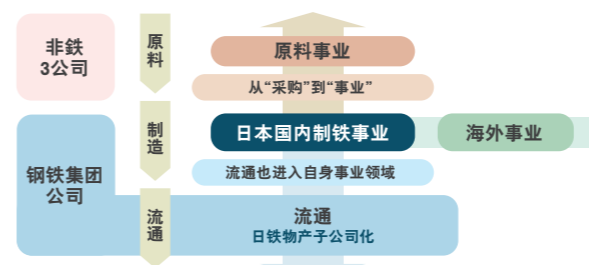 非鉄
3公司
原料
原料事业
从“采购”到“事业”
制造
日本国内制铁事业
海外事业
钢铁集团
公司
流通也进入自身事业领域
流通
流通
日铁物产子公司化